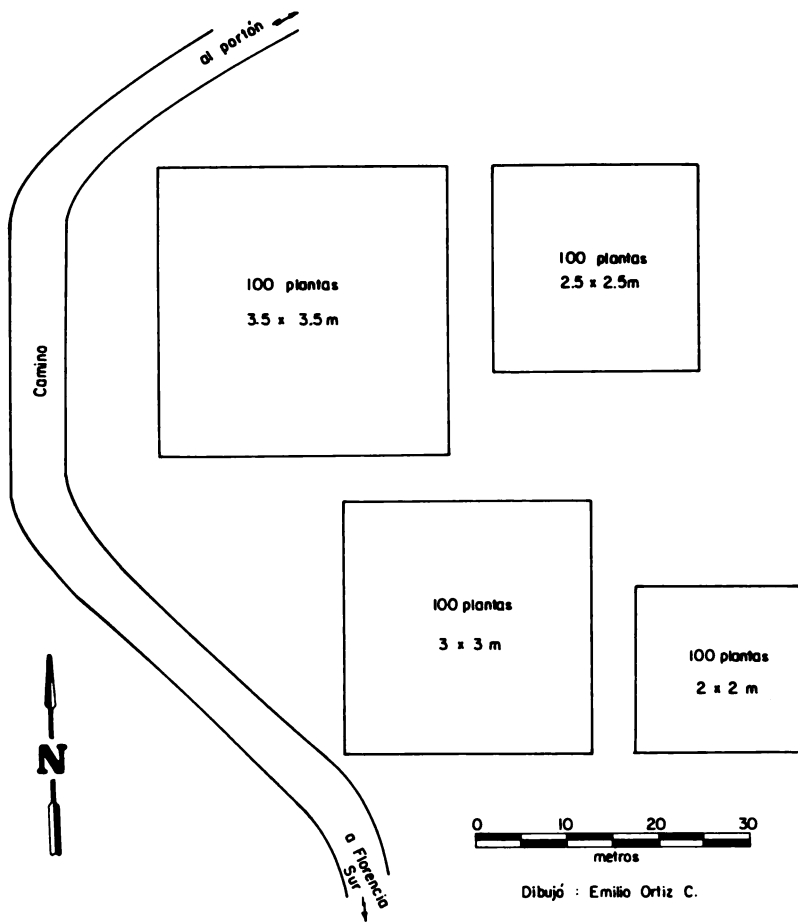 al portón
100 plantas
3.5 x 3.5 m
100 plantas
2.5 x 2.5m
Camino
100 plantas
3 x 3 m
100 plantas
2 x 2 m
N
a Florencia
Sur
0 10 20 30
metros
Dibujó : Emilio Ortiz C.